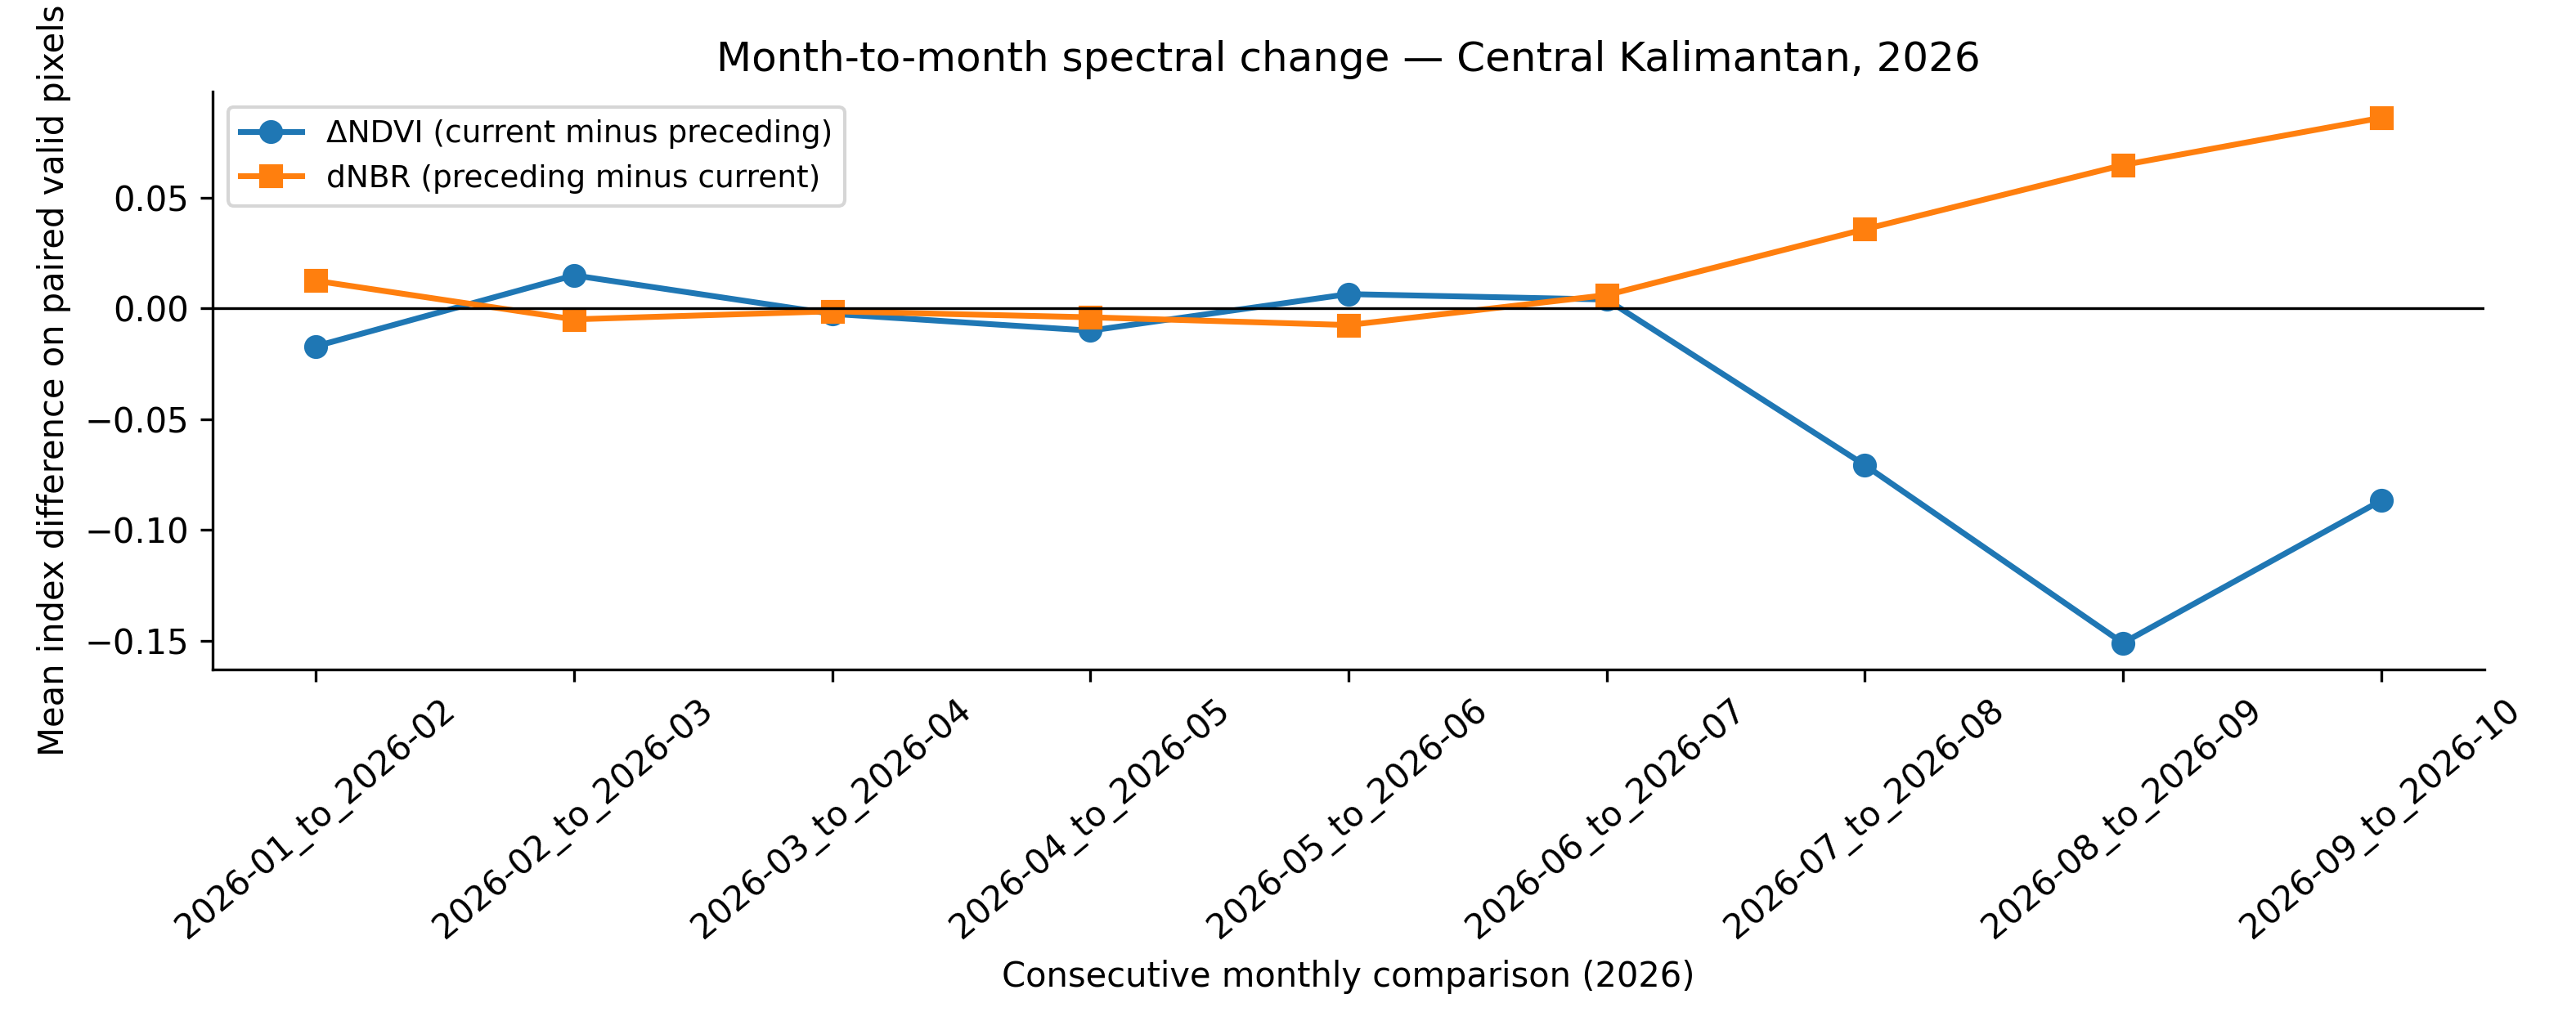 Month-to-month spectral change — Central Kalimantan, 2026
ΔNDVI (current minus preceding)
dNBR (preceding minus current)
Mean index difference on paired valid pixels
0.05
0.00
−0.05
−0.10
−0.15
2026-01_to_2026-02
2026-02_to_2026-03
2026-03_to_2026-04
2026-04_to_2026-05
2026-05_to_2026-06
2026-06_to_2026-07
2026-07_to_2026-08
2026-08_to_2026-09
2026-09_to_2026-10
Consecutive monthly comparison (2026)